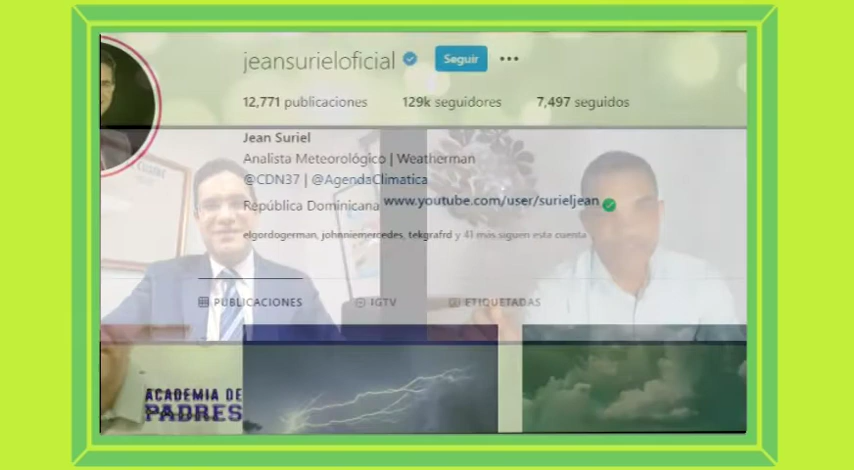 jeansurieloficial Seguir •••
12,771 publicaciones 129k seguidores 7,497 seguidos
Jean Suriel
Analista Meteorológico | Weatherman
@CDN37 | @AgendaClimatica
República Dominicana www.youtube.com/user/surieljean
elgordogerman, johnniemercedes, tekgrafrd y 41 más siguen esta cuenta
PUBLICACIONES IGTV ETIQUETADAS
ACADEMIA DE
PADRES